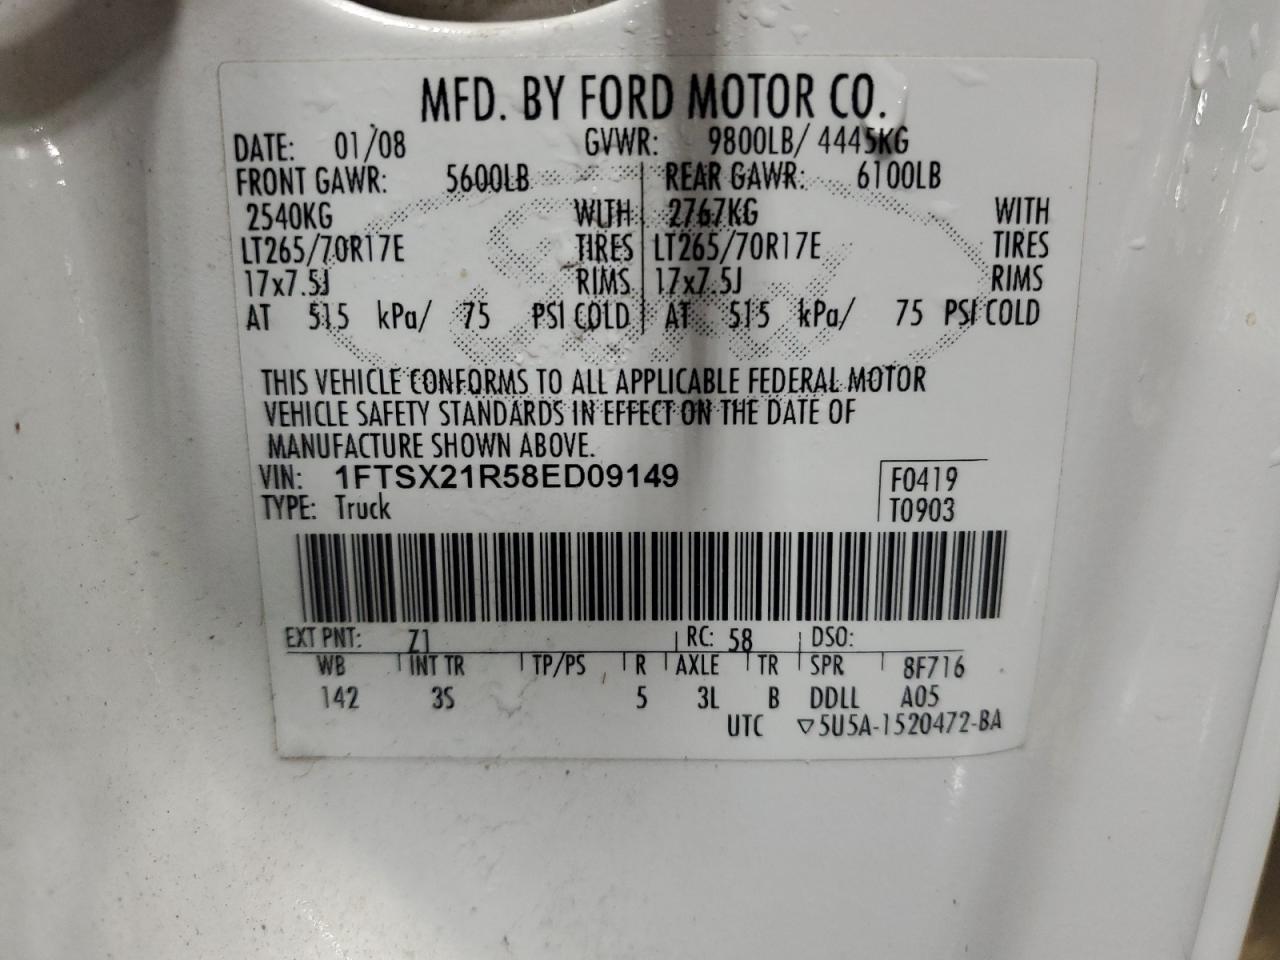 MFD. BY FORD MOTOR CO.
DATE: 01/08 GVWR: 9800LB/ 4445KG
FRONT GAWR: 5600LB REAR GAWR: 6100LB
2540KG WITH 2767KG WITH
LT265/70R17E TIRES LT265/70R17E TIRES
17x7.5J RIMS 17x7.5J RIMS
AT 515 kPa/ 75 PSI COLD AT 515 kPa/ 75 PSI COLD
THIS VEHICLE CONFORMS TO ALL APPLICABLE FEDERAL MOTOR
VEHICLE SAFETY STANDARDS IN EFFECT ON THE DATE OF
MANUFACTURE SHOWN ABOVE.
VIN: 1FTSX21R58ED09149 F0419
TYPE: Truck T0903
EXT PNT: Z1 RC: 58 DSO:
WB INT TR TP/PS R AXLE TR SPR 8F716
142 3S 5 3L B DDLL A05
UTC ▽5U5A-1520472-BA